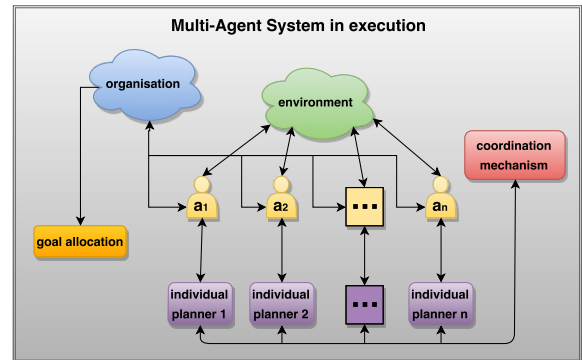 Multi-Agent System in execution
organisation
environment
coordination
mechanism
a1
a2
...
an
goal allocation
individual
planner 1
individual
planner 2
...
individual
planner n